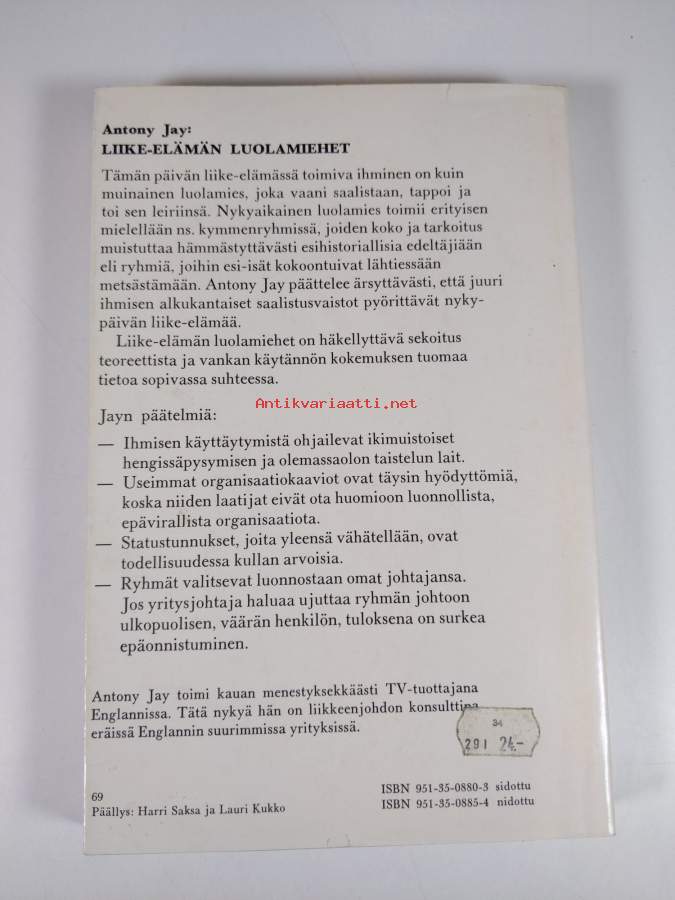 Antony Jay:
LIIKE-ELÄMÄN LUOLAMIEHET
Tämän päivän liike-elämässä toimiva ihminen on kuin
muinainen luolamies, joka vaani saalistaan, tappoi ja
toi sen leiriinsä. Nykyaikainen luolamies toimii erityisen
mielellään ns. kymmenryhmissä, joiden koko ja tarkoitus
muistuttaa hämmästyttävästi esihistoriallisia edeltäjiään
eli ryhmiä, joihin esi-isät kokoontuivat lähtiessään
metsästämään. Antony Jay päättelee ärsyttävästi, että juuri
ihmisen alkukantaiset saalistusvaistot pyörittävät nyky-
päivän liike-elämää.
Liike-elämän luolamiehet on häkellyttävä sekoitus
teoreettista ja vankan käytännön kokemuksen tuomaa
tietoa sopivassa suhteessa.
Antikvariaatti.net
Jayn päätelmiä:
— Ihmisen käyttäytymistä ohjailevat ikimuistoiset
hengissäpysymisen ja olemassaolon taistelun lait.
— Useimmat organisaatiokaaviot ovat täysin hyödyttömiä,
koska niiden laatijat eivät ota huomioon luonnollista,
epävirallista organisaatiota.
— Statustunnukset, joita yleensä vähätellään, ovat
todellisuudessa kullan arvoisia.
— Ryhmät valitsevat luonnostaan omat johtajansa.
Jos yritysjohtaja haluaa ujuttaa ryhmän johtoon
ulkopuolisen, väärän henkilön, tuloksena on surkea
epäonnistuminen.
Antony Jay toimi kauan menestyksekkäästi TV-tuottajana
Englannissa. Tätä nykyä hän on liikkeenjohdon konsulttina
eräissä Englannin suurimmissa yrityksissä.
34
291 24-
69
Päällys: Harri Saksa ja Lauri Kukko
ISBN 951-35-0880-3 sidottu
ISBN 951-35-0885-4 nidottu